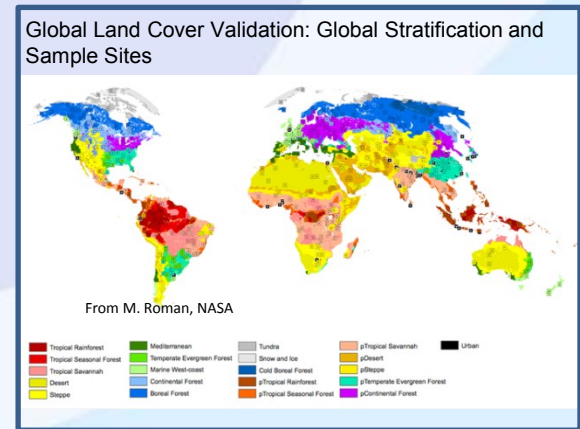 Global Land Cover Validation: Global Stratification and
Sample Sites
From M. Roman, NASA
Tropical Rainforest
Tropical Seasonal Forest
Tropical Savannah
Desert
Steppe
Mediterranean
Temperate Evergreen Forest
Marine West-coast
Continental Forest
Boreal Forest
Tundra
Snow and Ice
Cold Boreal Forest
pTropical Rainforest
pTropical Seasonal Forest
pTropical Savannah
pDesert
pSteppe
pTemperate Evergreen Forest
pContinental Forest
Urban